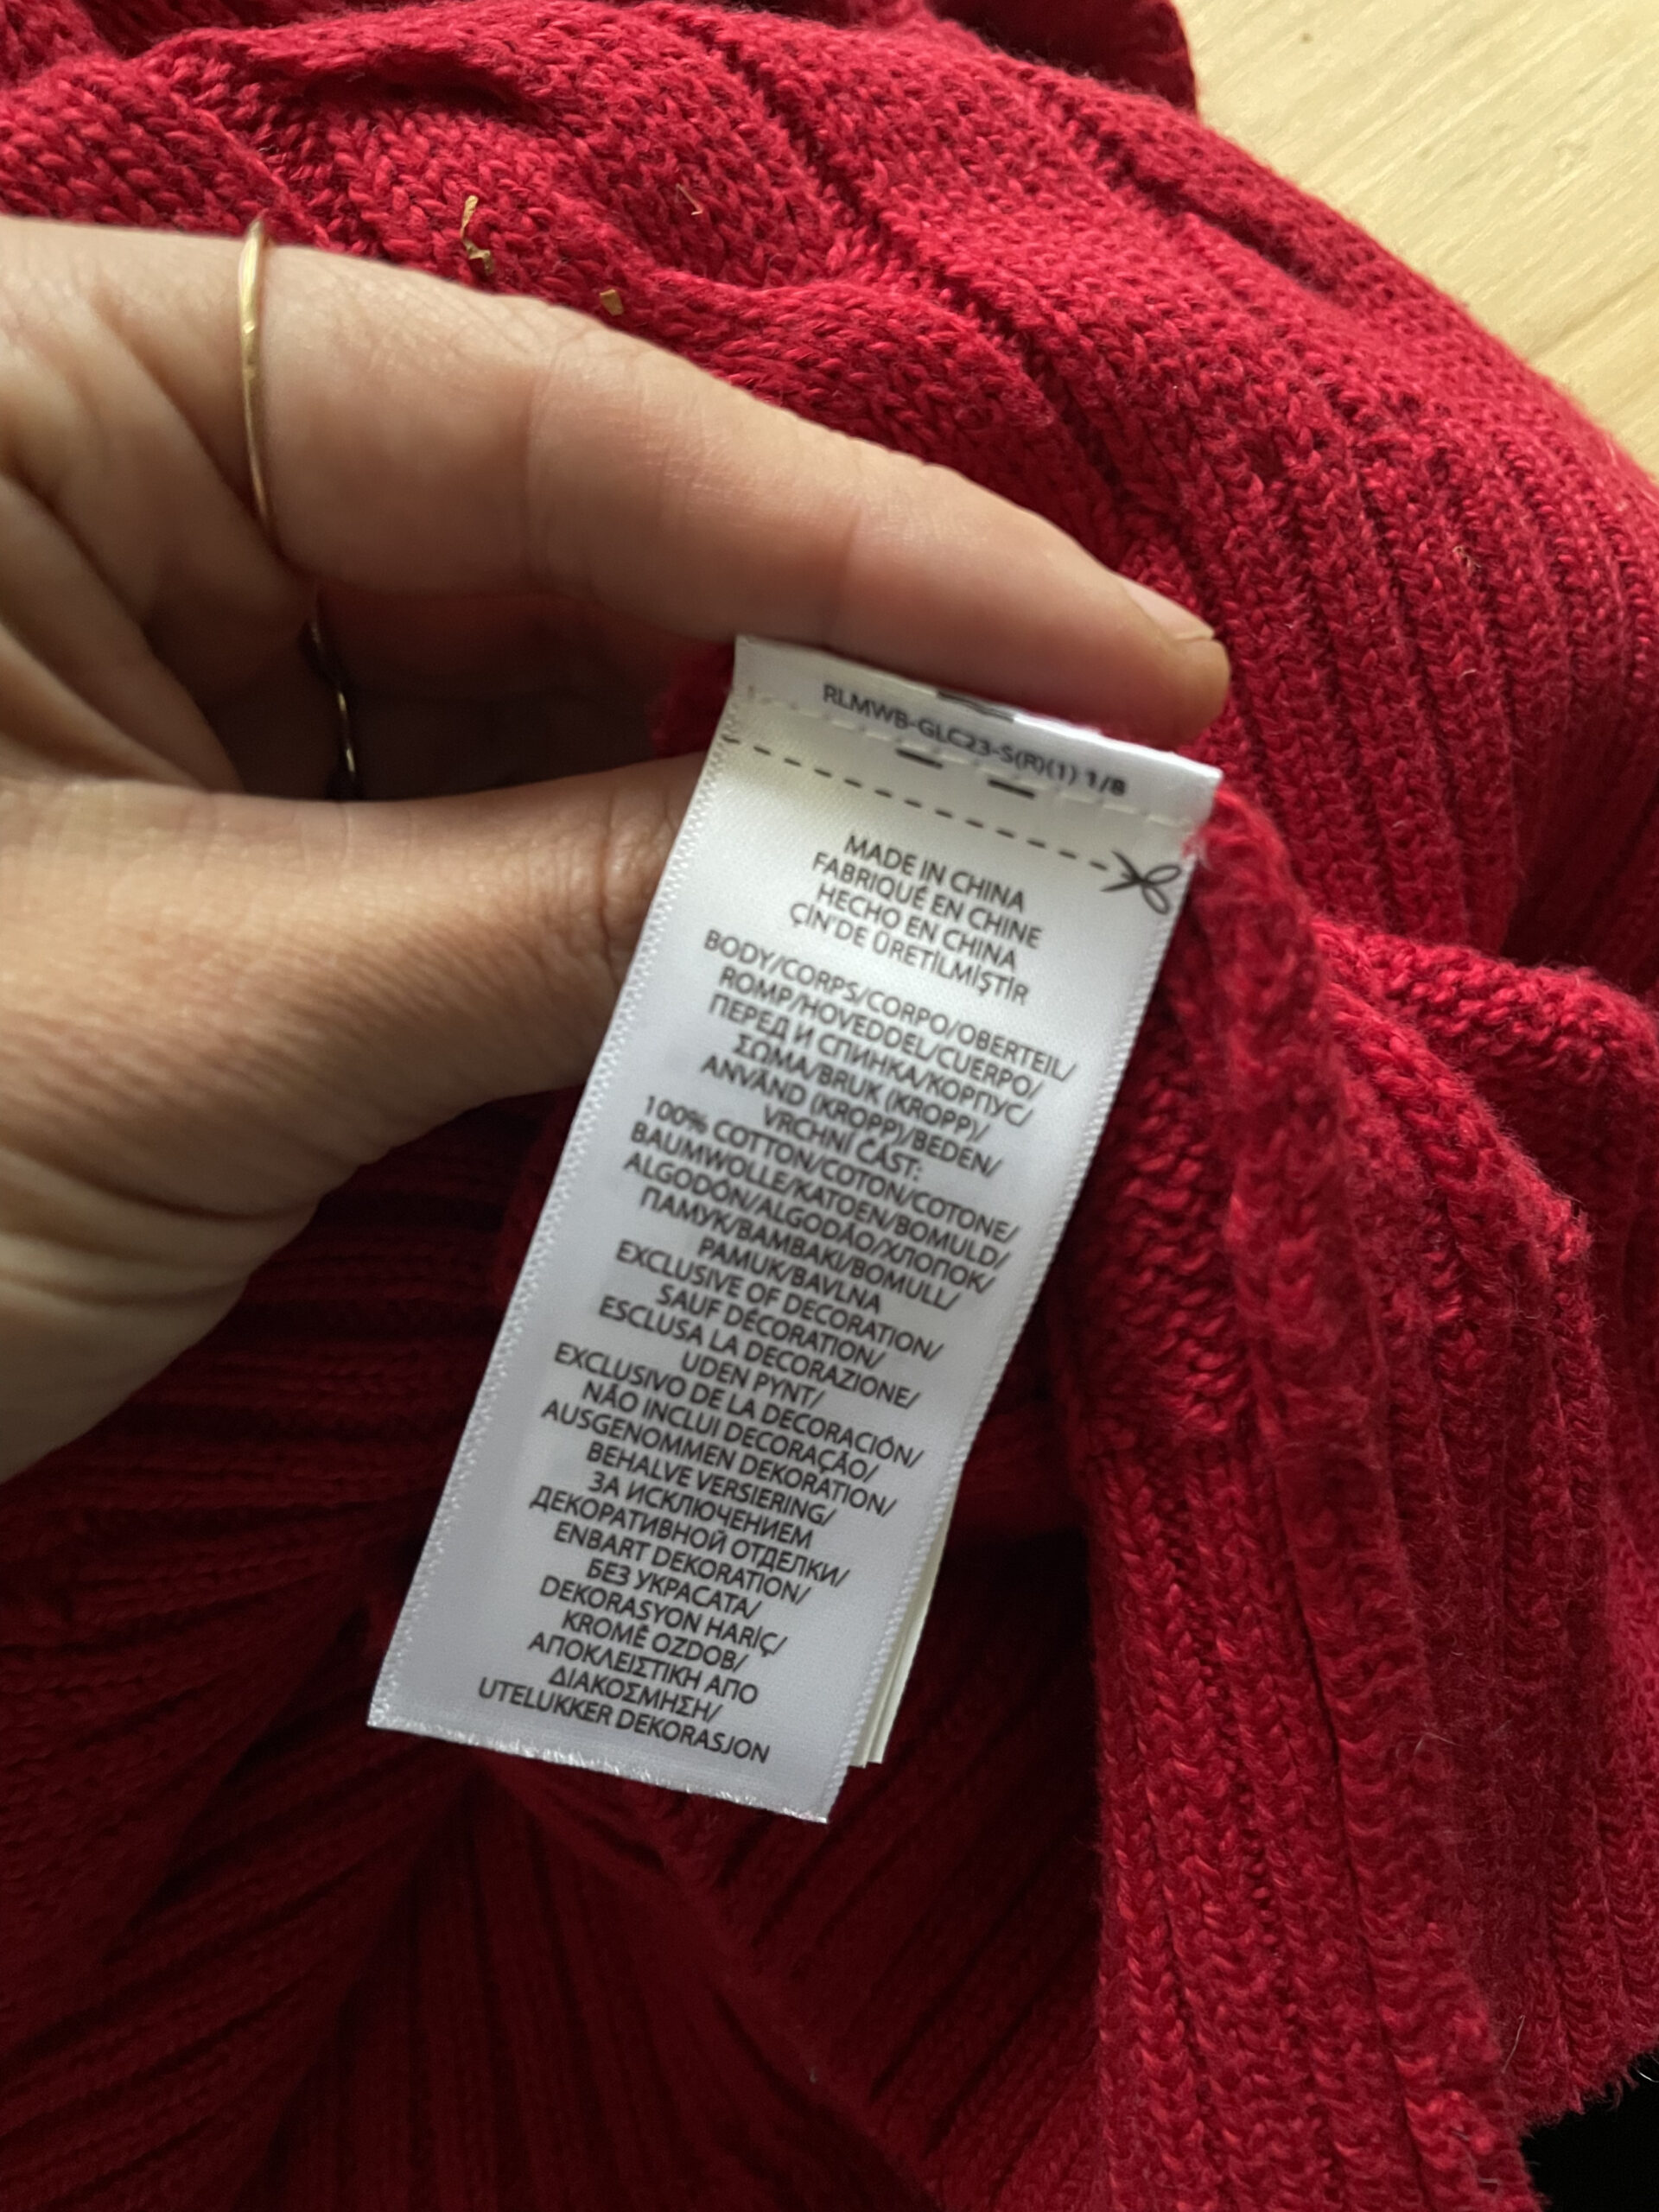 RLMWB-GLC23-S(R)(1) 1/8
MADE IN CHINA
FABRIQUÉ EN CHINE
HECHO EN CHINA
ÇİN'DE ÜRETİLMİŞTİR
BODY/CORPS/CORPO/OBERTEIL/
ROMP/HOVEDDEL/CUERPO/
ПЕРЕД И СПИНКА/КОРПУС/
ΣΩΜΑ/BRUK (KROPP)/
ANVÄND (KROPP)/BEDEN/
VRCHNÍ ČÁST:
100% COTTON/COTON/COTONE/
BAUMWOLLE/KATOEN/BOMULD/
ALGODÓN/ALGODÃO/ХЛОПОК/
ПАМУК/ΒΑΜΒΑΚΙ/BOMULL/
PAMUK/BAVLNA
EXCLUSIVE OF DECORATION/
SAUF DÉCORATION/
ESCLUSA LA DECORAZIONE/
UDEN PYNT/
EXCLUSIVO DE LA DECORACIÓN/
NÃO INCLUI DECORAÇÃO/
AUSGENOMMEN DEKORATION/
BEHALVE VERSIERING/
ЗА ИСКЛЮЧЕНИЕМ
ДЕКОРАТИВНОЙ ОТДЕЛКИ/
ENBART DEKORATION/
БЕЗ УКРАСАТА/
DEKORASYON HARİÇ/
KROMĚ OZDOB/
ΑΠΟΚΛΕΙΣΤΙΚΗ ΑΠΟ
ΔΙΑΚΟΣΜΗΣΗ/
UTELUKKER DEKORASJON